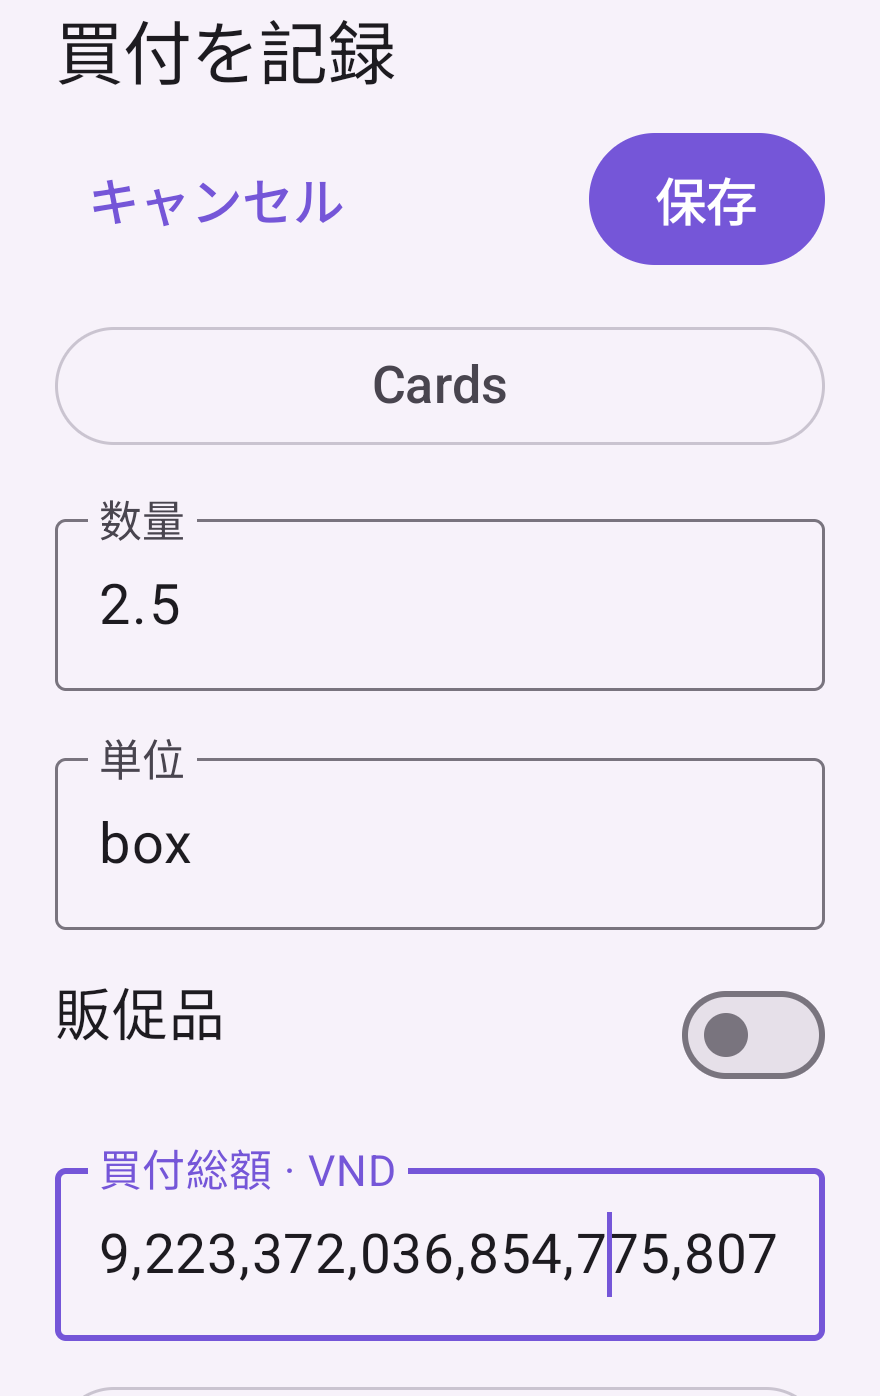 買付を記録
キャンセル
保存
Cards
数量
2.5
単位
box
販促品
買付総額 · VND
9,223,372,036,854,775,807